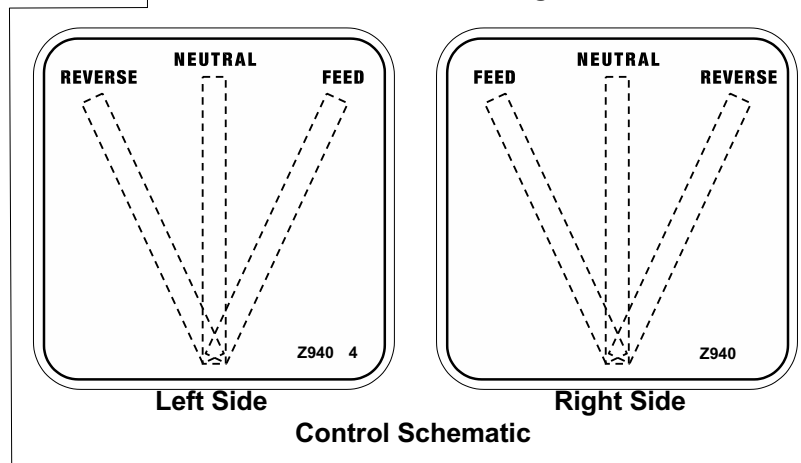 NEUTRAL
REVERSE FEED
Z940 4
Left Side
NEUTRAL
FEED REVERSE
Z940
Right Side
Control Schematic